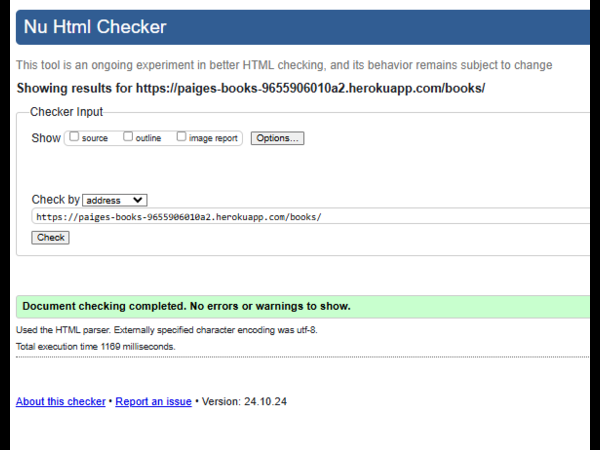 Nu Html Checker
This tool is an ongoing experiment in better HTML checking, and its behavior remains subject to change
Showing results for https://paiges-books-9655906010a2.herokuapp.com/books/
Checker Input
Show source outline image report Options...
Check by address
https://paiges-books-9655906010a2.herokuapp.com/books/
Check
Document checking completed. No errors or warnings to show.
Used the HTML parser. Externally specified character encoding was utf-8.
Total execution time 1169 milliseconds.
About this checker • Report an issue • Version: 24.10.24